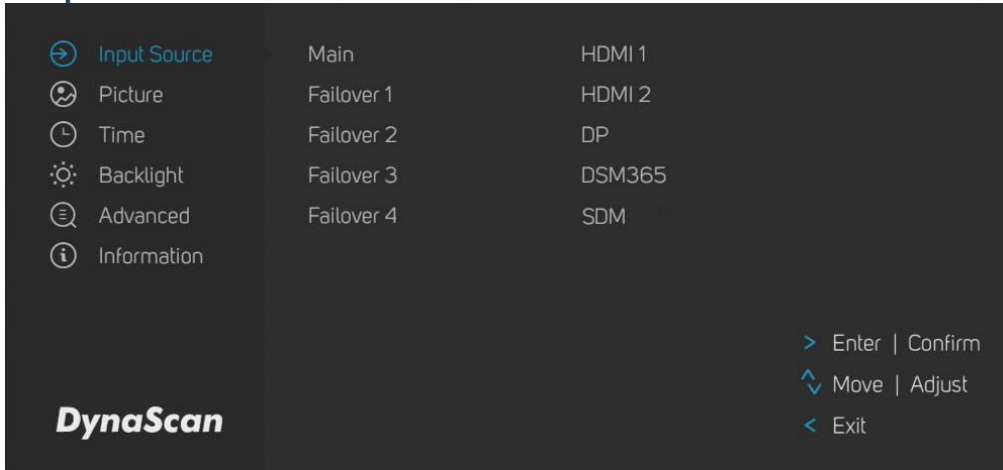 Input Source Main HDMI 1
Picture Failover 1 HDMI 2
Time Failover 2 DP
Backlight Failover 3 DSM365
Advanced Failover 4 SDM
Information
> Enter | Confirm
Move | Adjust
< Exit
DynaScan